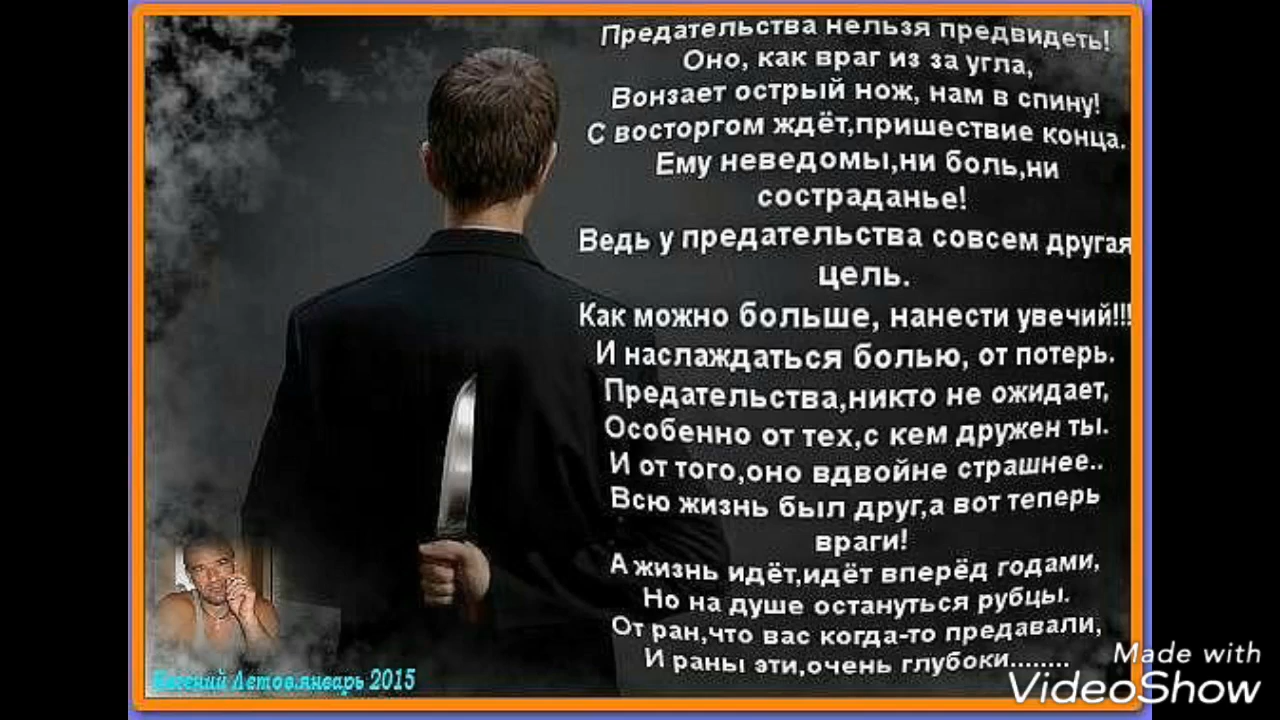 Предательства нельзя предвидеть!
Оно, как враг из за угла,
Вонзает острый нож, нам в спину!
С восторгом ждёт,пришествие конца.
Ему неведомы,ни боль,ни
состраданье!
Ведь у предательства совсем другая
цель.
Как можно больше, нанести увечий!!!
И наслаждаться болью, от потерь.
Предательства,никто не ожидает,
Особенно от тех,с кем дружен ты.
И от того,оно вдвойне страшнее..
Всю жизнь был друг,а вот теперь
враги!
А жизнь идёт,идёт вперёд годами,
Но на душе остануться рубцы.
От ран,что вас когда-то предавали,
И раны эти,очень глубоки........
Евгений Летов.январь 2015
Made with
VideoShow